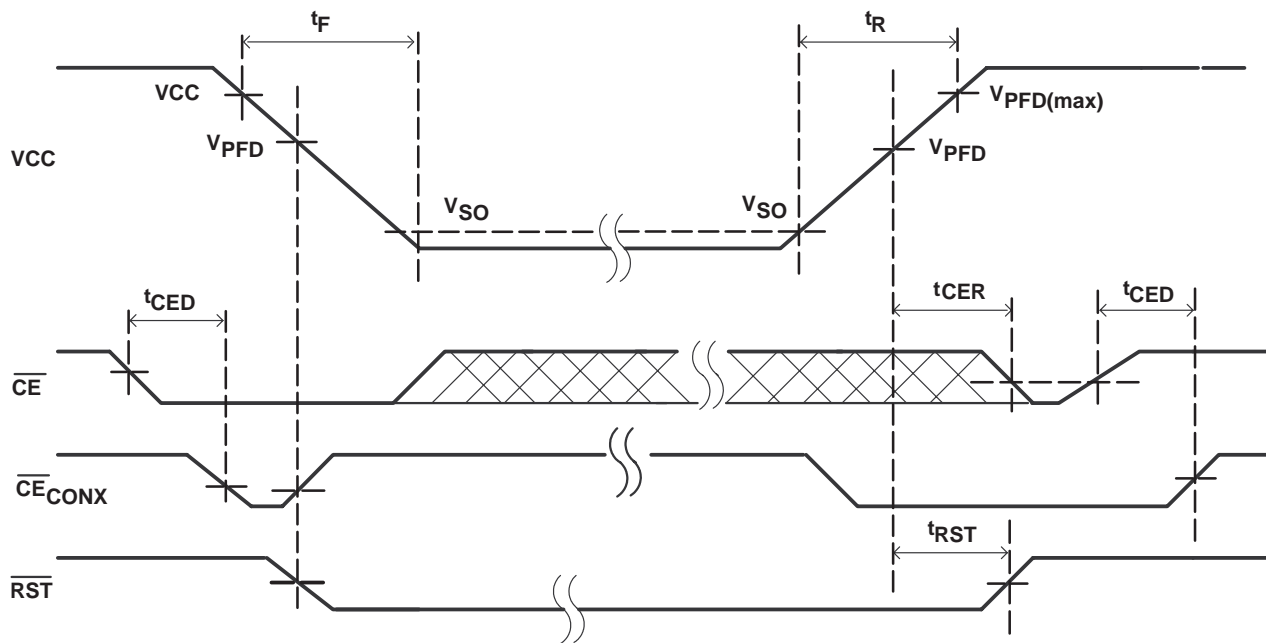 tF
tR
VCC
VPFD(max)
VPFD
VPFD
VCC
VSO
VSO
tCED
tCER
tCED
CE
CECONX
tRST
RST